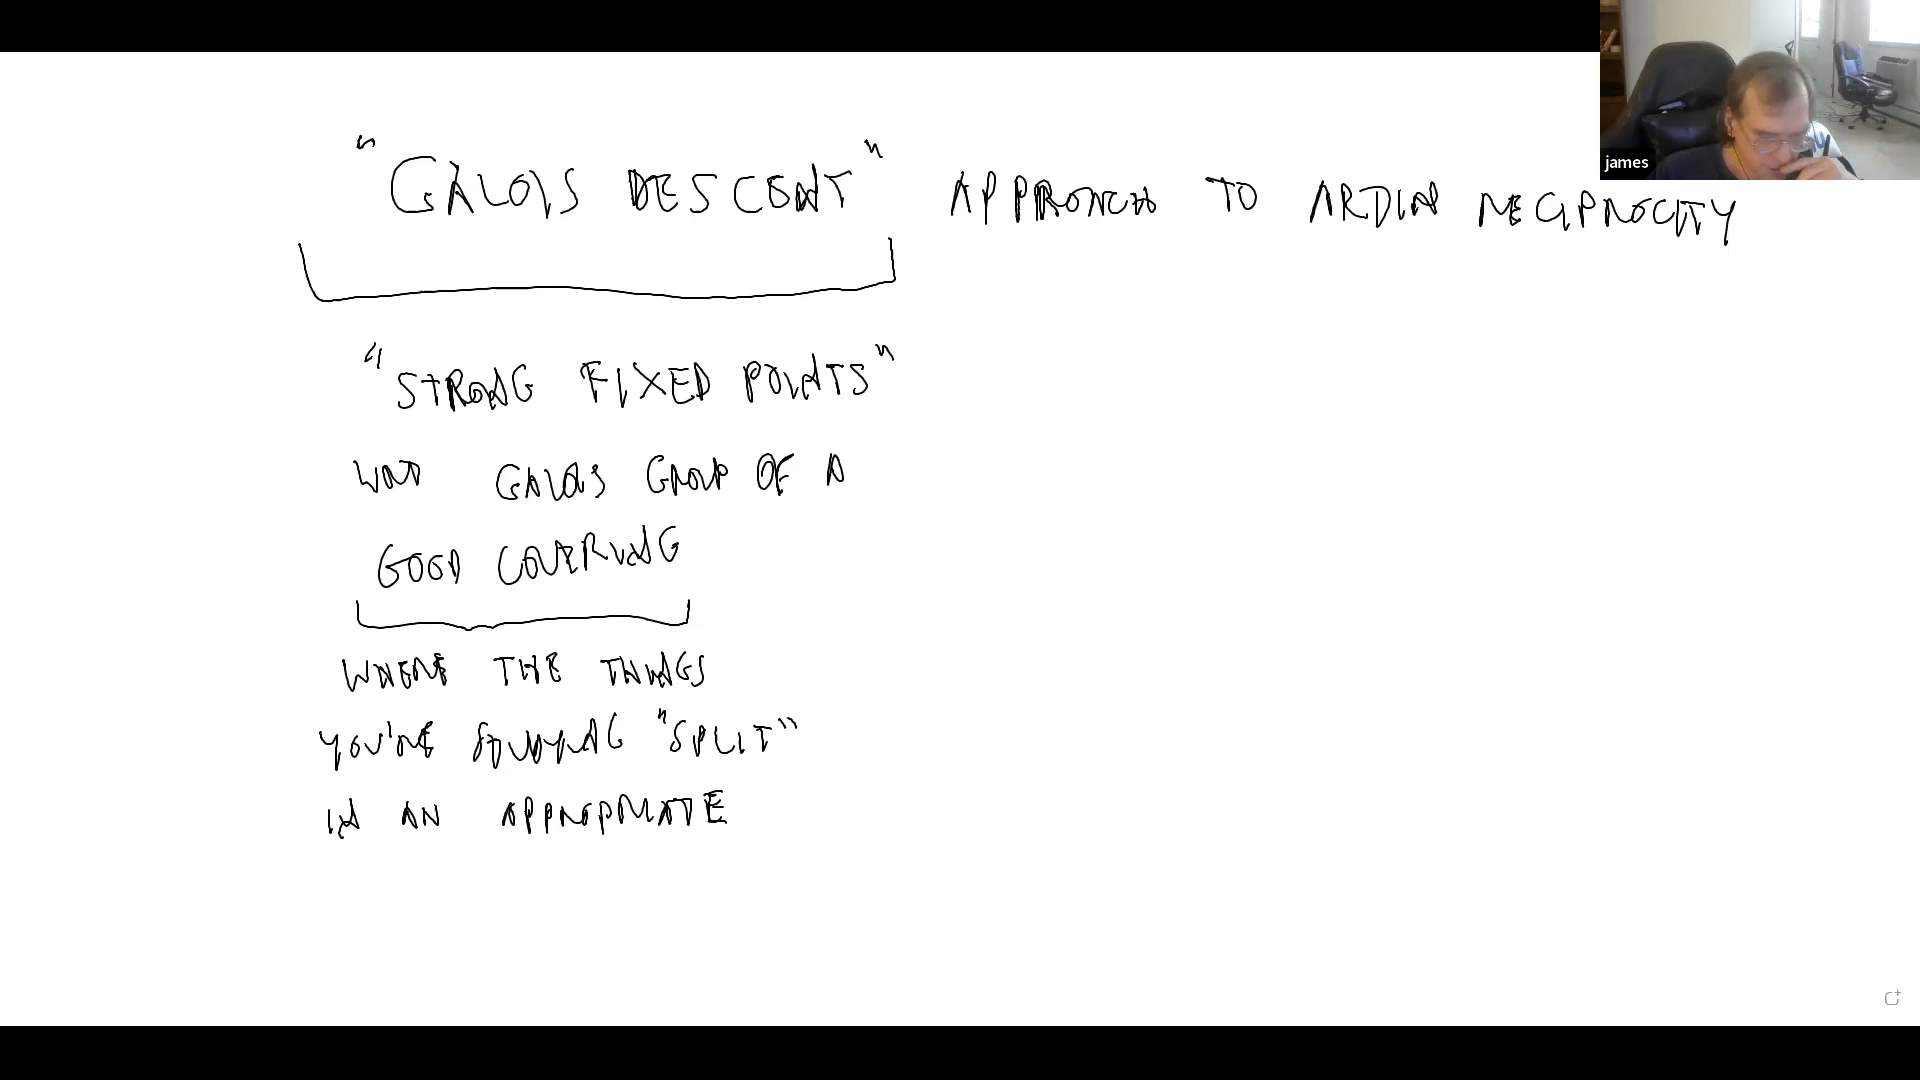 "GALOIS DESCENT" APPROACH TO ARTIN RECIPROCITY
james
"STRONG FIXED POINTS"
WRT GALOIS GROUP OF A
GOOD COVERING
WHERE THE THINGS
YOU'RE STUDYING "SPLIT"
IN AN APPROPRIATE